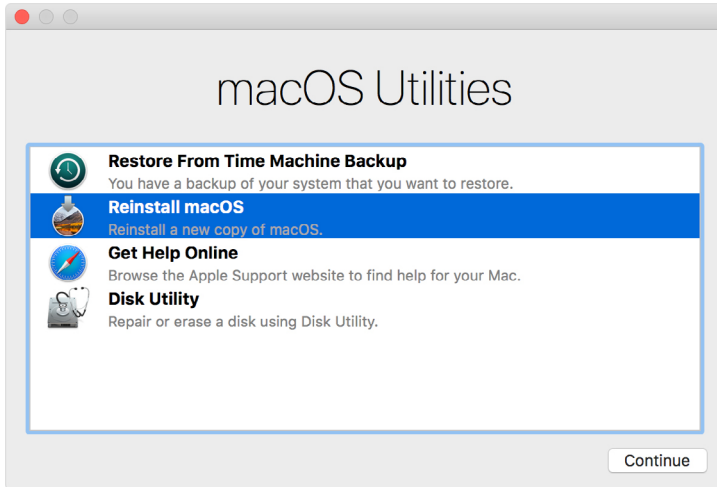 macOS Utilities
Restore From Time Machine Backup
You have a backup of your system that you want to restore.
Reinstall macOS
Reinstall a new copy of macOS.
Get Help Online
Browse the Apple Support website to find help for your Mac.
Disk Utility
Repair or erase a disk using Disk Utility.
Continue